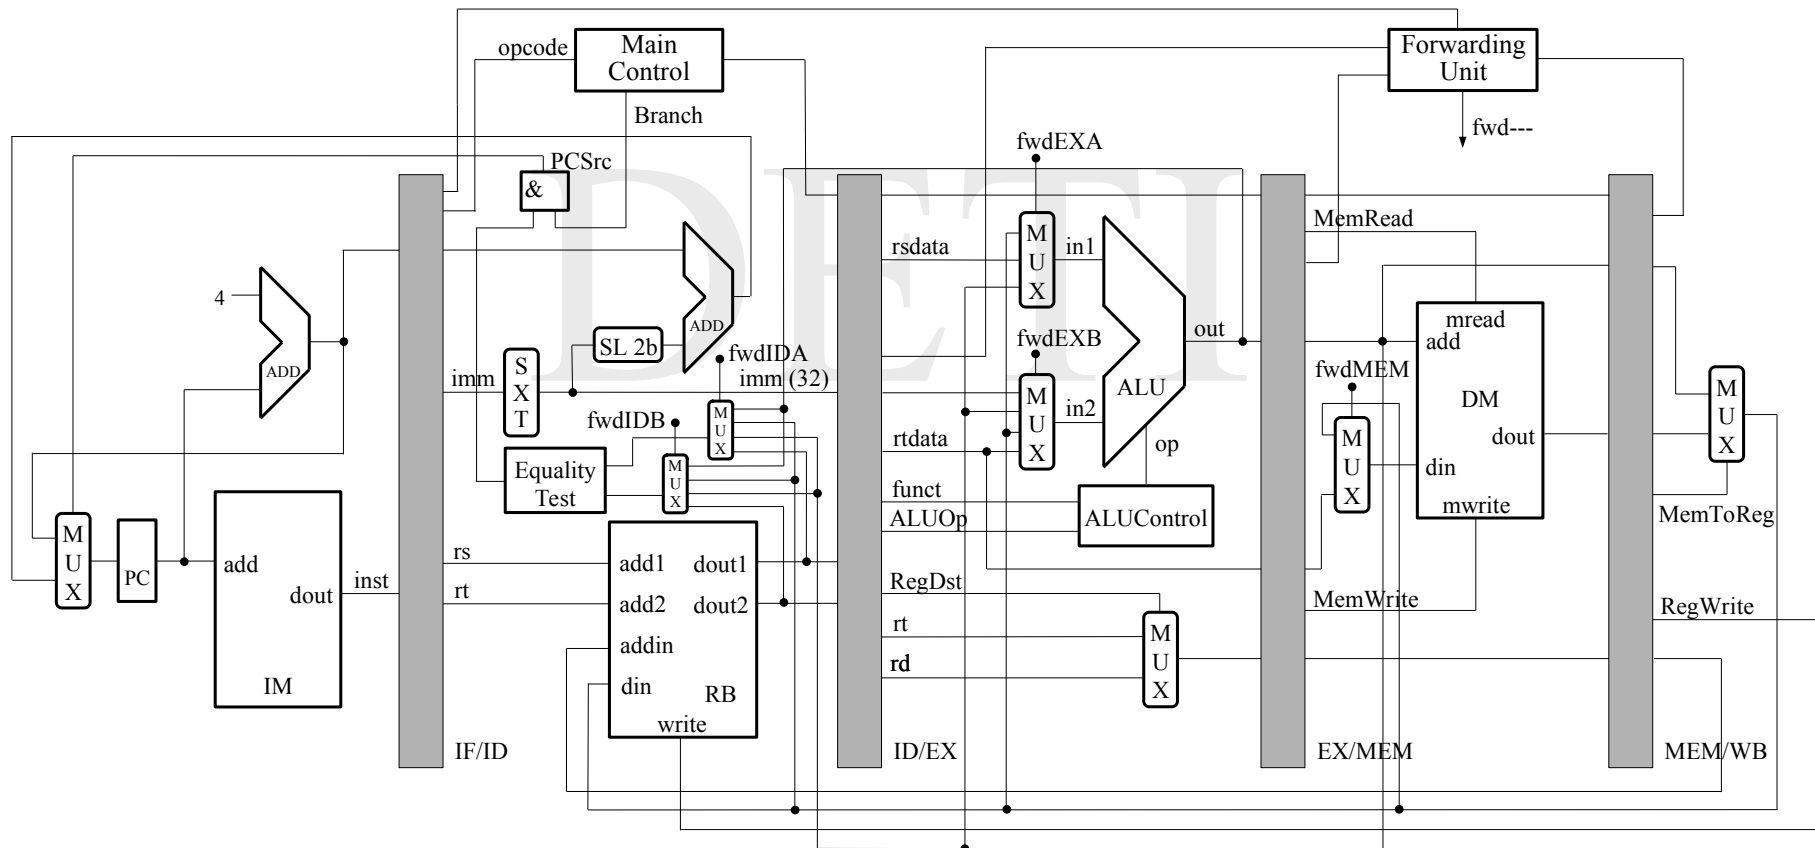 opcode
Main
Control
Branch
Forwarding
Unit
fwd---
PCSrc
&
DETI
fwdEXA
MemRead
rsdata
M
U
X
in1
4
ADD
ADD
SL 2b
fwdIDA
imm (32)
imm
S
X
T
fwdEXB
out
ALU
M
U
X
in2
mread
add
DM
dout
din
mwrite
fwdMEM
M
U
X
M
U
X
fwdIDB
M
U
X
M
U
X
Equality
Test
rtdata
op
funct
ALUOp
ALUControl
MemToReg
M
U
X
PC
add
dout
IM
inst
rs
rt
add1
add2
addin
din
dout1
dout2
RB
write
RegDst
rt
rd
M
U
X
MemWrite
RegWrite
IF/ID
ID/EX
EX/MEM
MEM/WB